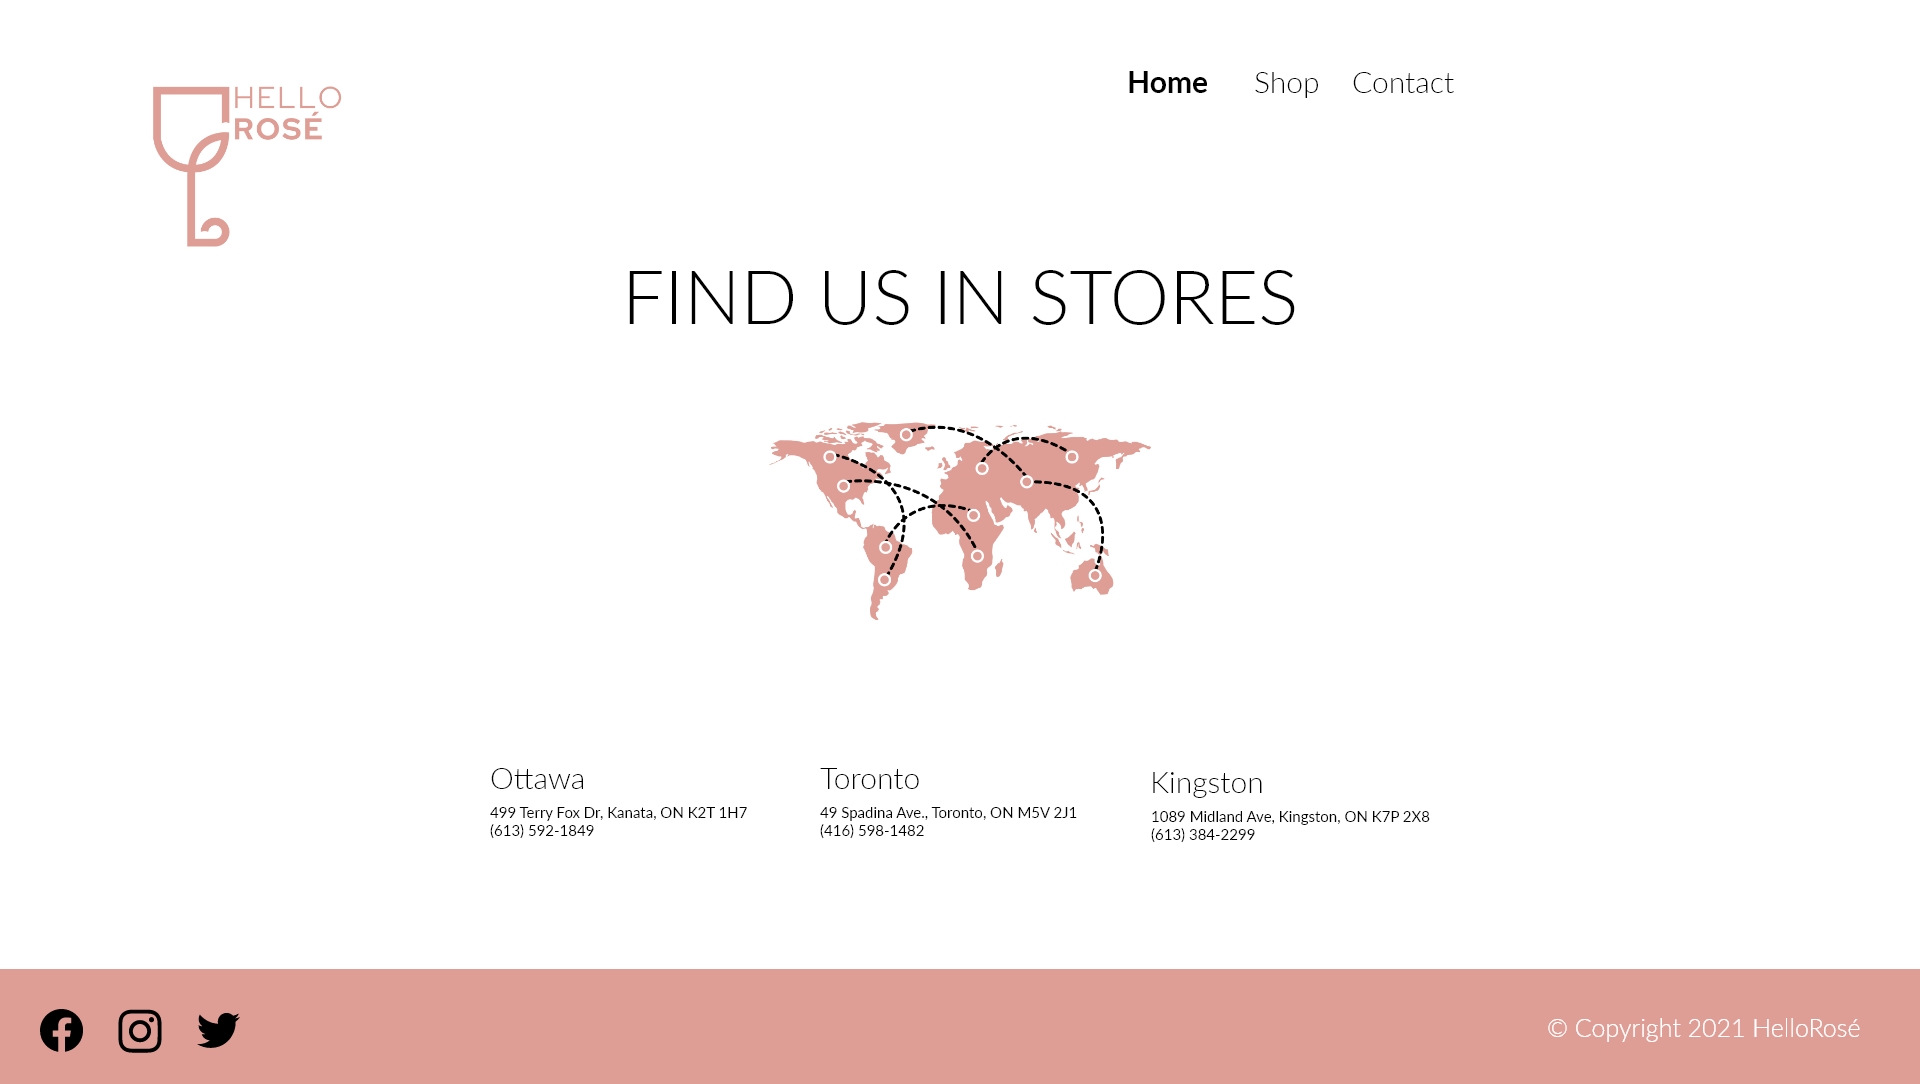 HELLO
ROSÉ
Home Shop Contact
FIND US IN STORES
Ottawa
499 Terry Fox Dr, Kanata, ON K2T 1H7
(613) 592-1849
Toronto
49 Spadina Ave., Toronto, ON M5V 2J1
(416) 598-1482
Kingston
1089 Midland Ave, Kingston, ON K7P 2X8
(613) 384-2299
© Copyright 2021 HelloRosé